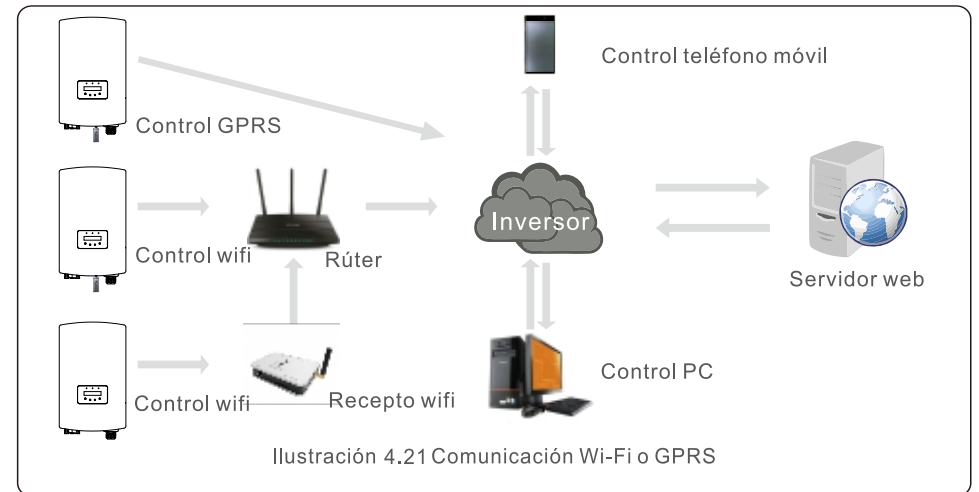 Control teléfono móvil
Control GPRS
Inversor
Control wifi
Rúter
Servidor web
Control PC
Control wifi
Recepto wifi
Ilustración 4.21 Comunicación Wi-Fi o GPRS